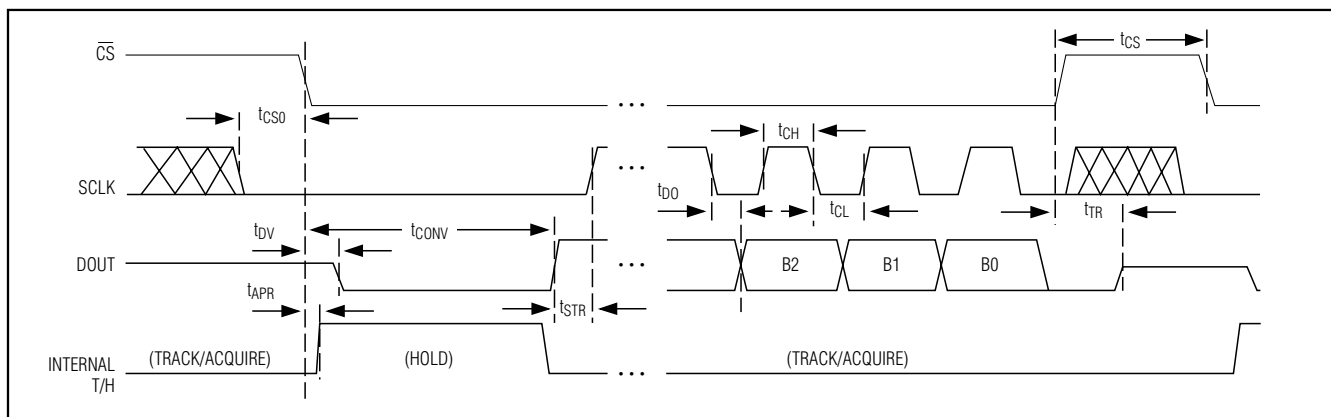 CS
tCS
tCS0
tCH
SCLK
tDO
tCL
tTR
tDV
tCONV
DOUT
B2
B1
B0
tAPR
tSTR
INTERNAL
T/H
(TRACK/ACQUIRE)
(HOLD)
(TRACK/ACQUIRE)